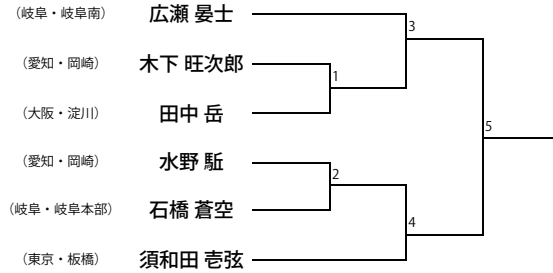 （岐阜・岐阜南） 広瀬 晏士
3
（愛知・岡崎） 木下 旺次郎
1
（大阪・淀川） 田中 岳
5
（愛知・岡崎） 水野 駈
2
（岐阜・岐阜本部） 石橋 蒼空
4
（東京・板橋） 須和田 壱弦